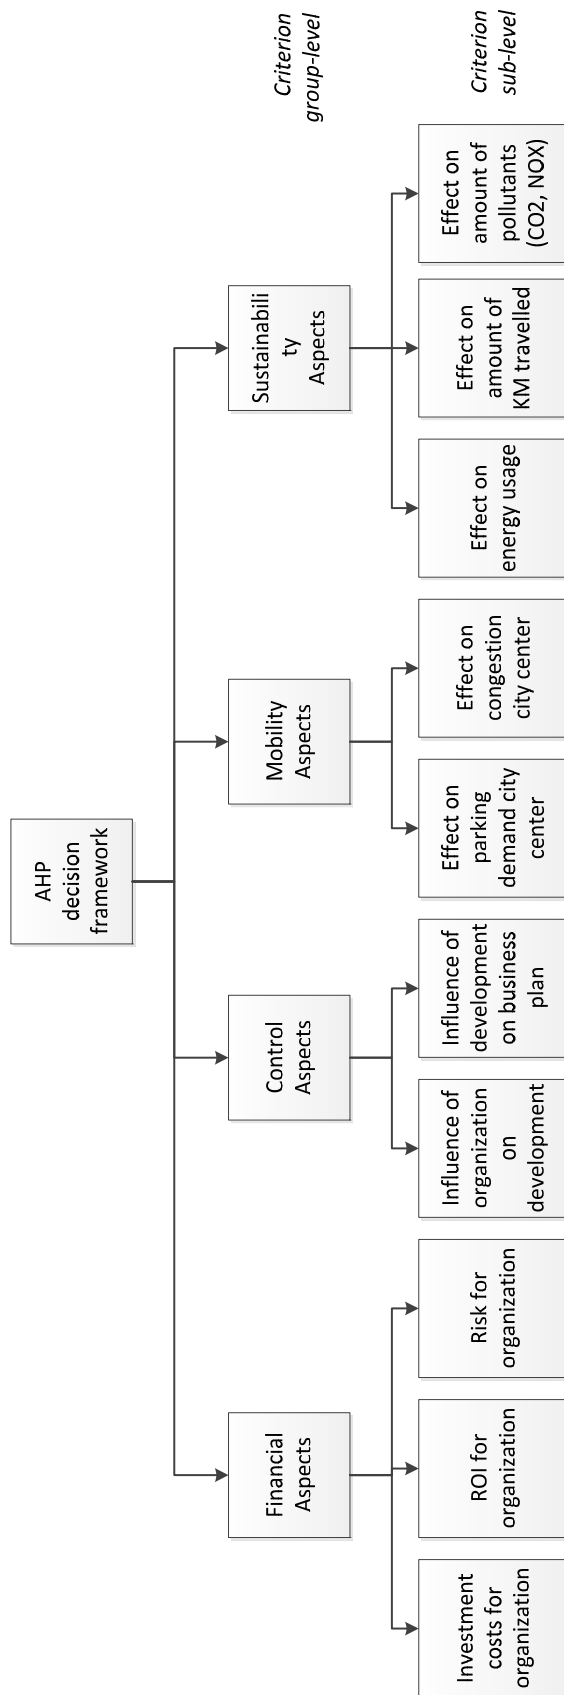 AHP
decision
framework
Criterion
group-level
Financial
Aspects
Control
Aspects
Mobility
Aspects
Sustainabili
ty
Aspects
Criterion
sub-level
Investment
costs for
organization
ROI for
organization
Risk for
organization
Influence of
organization
on
development
Influence of
development
on business
plan
Effect on
parking
demand city
center
Effect on
congestion
city center
Effect on
energy usage
Effect on
amount of
KM travelled
Effect on
amount of
pollutants
(CO2, NOX)